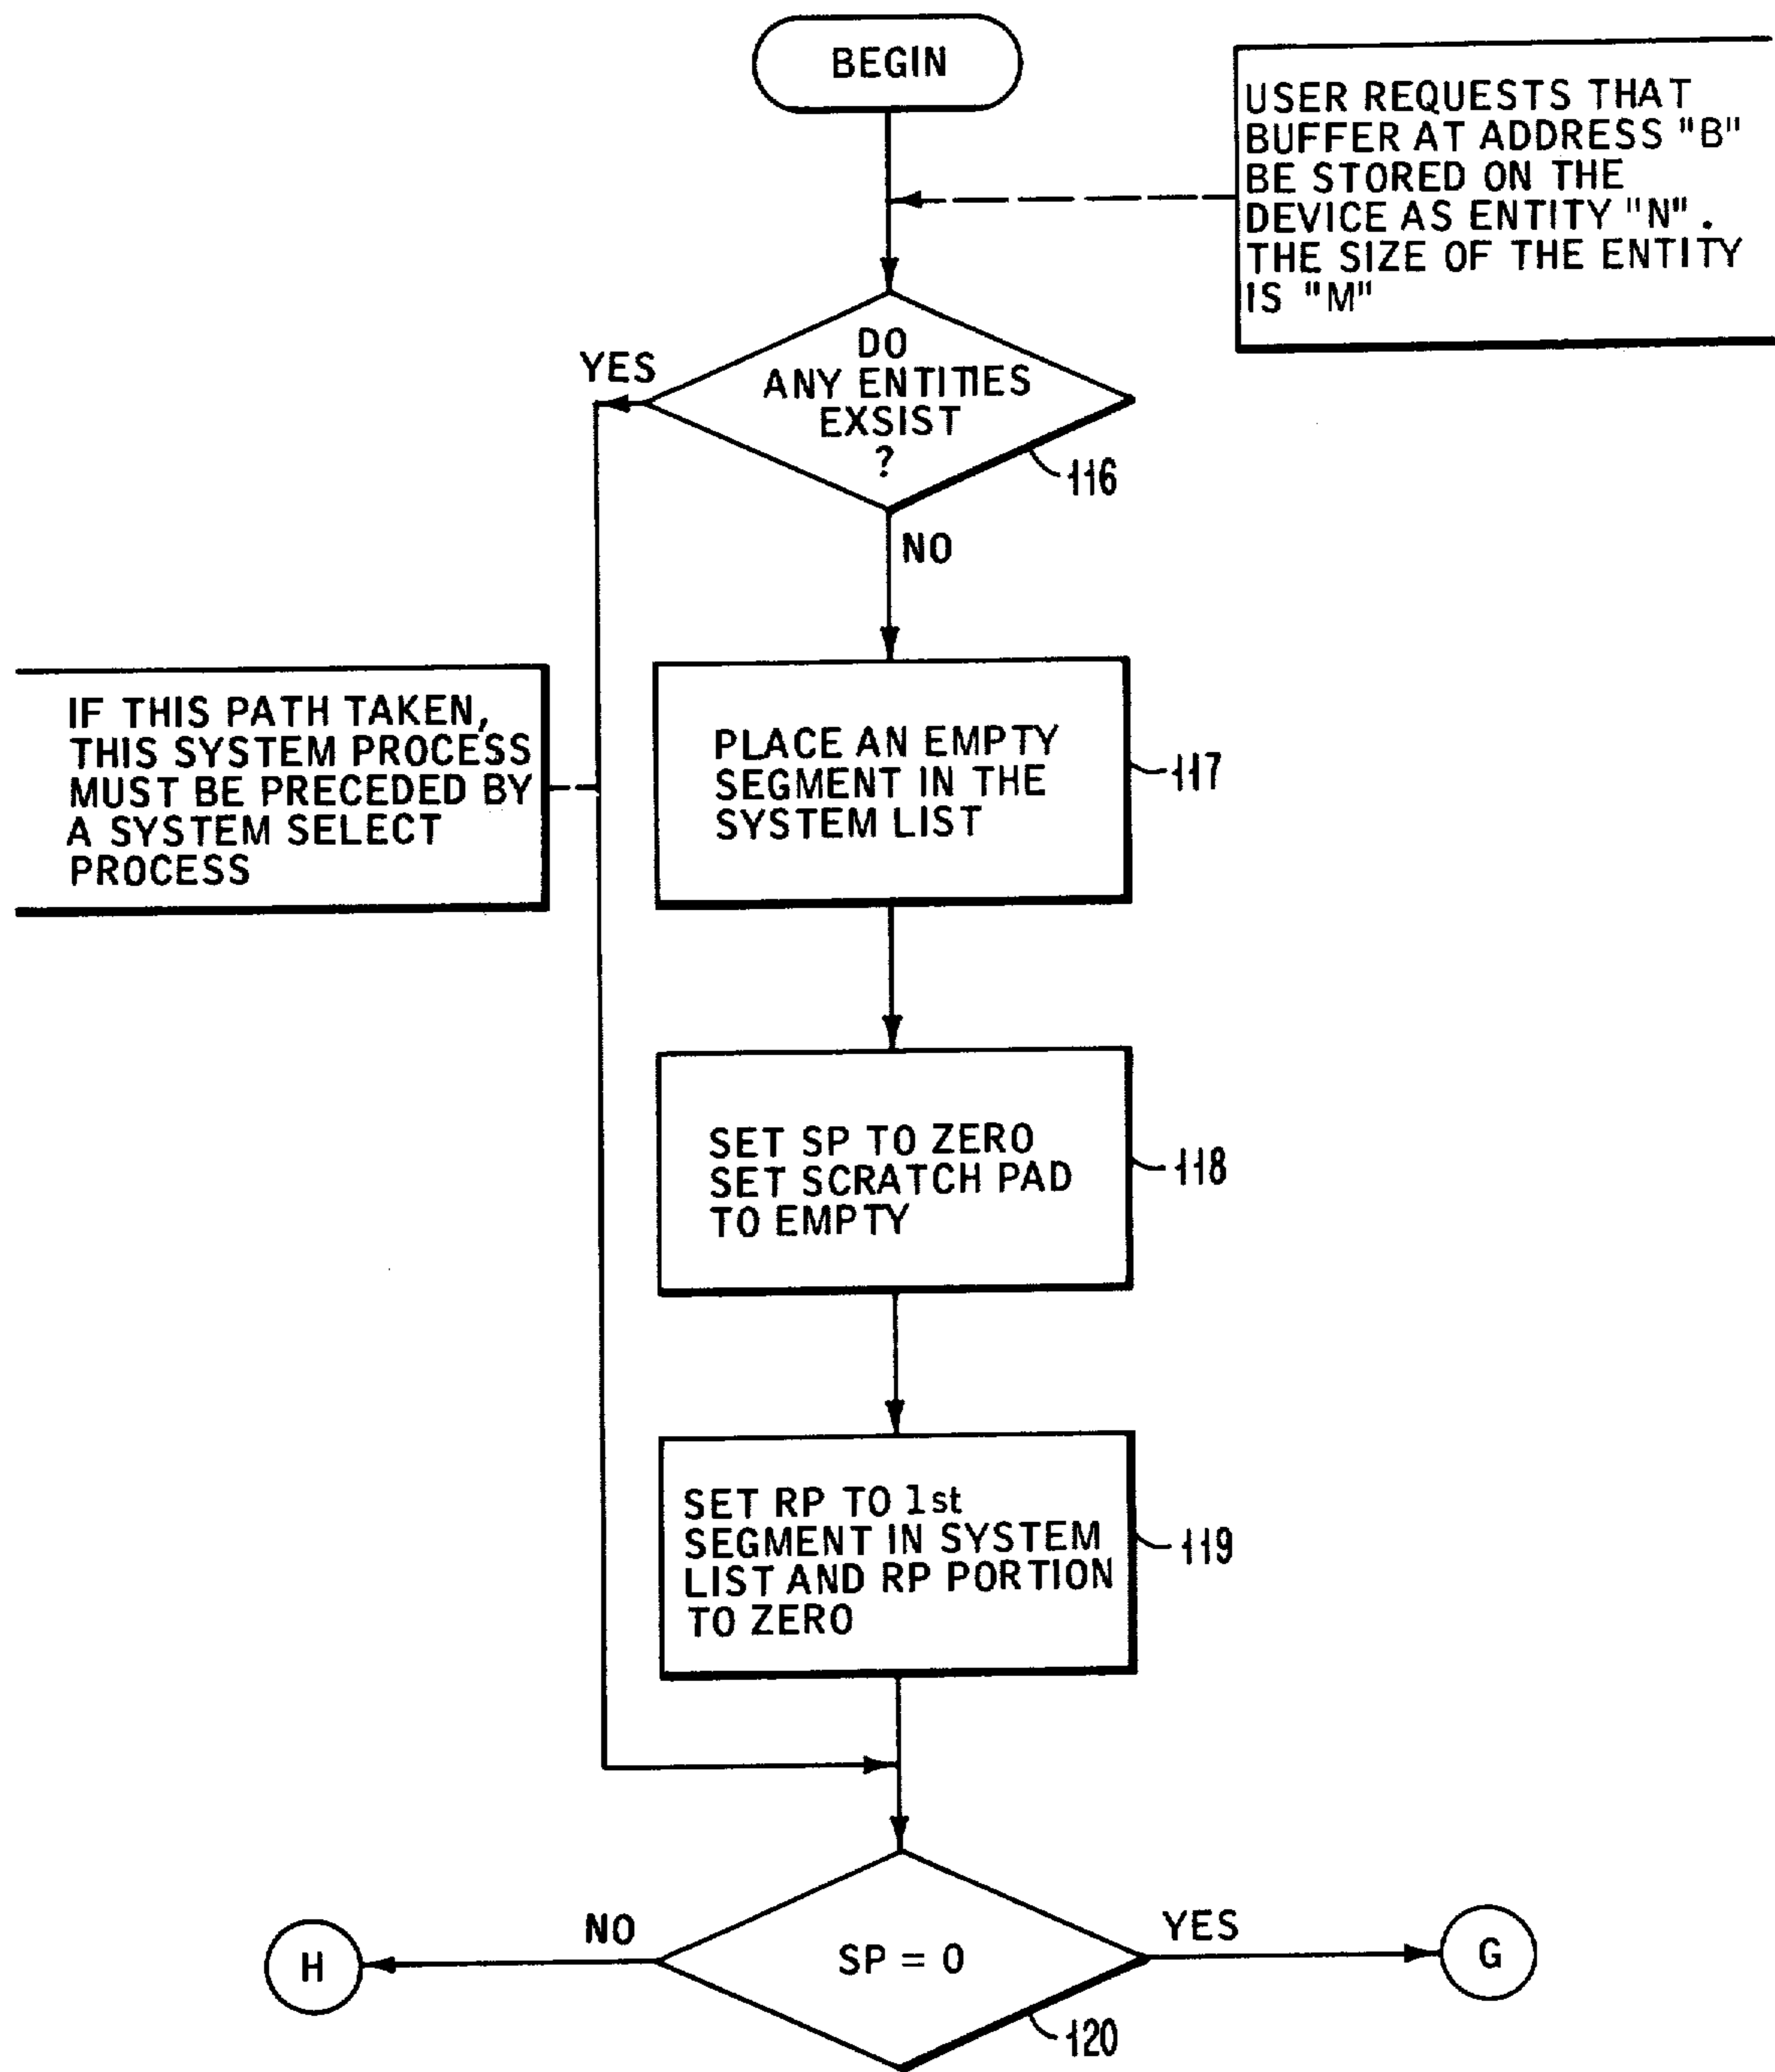 BEGIN
USER REQUESTS THAT
BUFFER AT ADDRESS "B"
BE STORED ON THE
DEVICE AS ENTITY "N".
THE SIZE OF THE ENTITY
IS "M"
DO
ANY ENTITIES
EXSIST
?
YES
116
NO
IF THIS PATH TAKEN,
THIS SYSTEM PROCESS
MUST BE PRECEDED BY
A SYSTEM SELECT
PROCESS
PLACE AN EMPTY
SEGMENT IN THE
SYSTEM LIST
117
SET SP TO ZERO
SET SCRATCH PAD
TO EMPTY
118
SET RP TO 1st
SEGMENT IN SYSTEM
LIST AND RP PORTION
TO ZERO
119
H
NO
SP = 0
YES
G
120